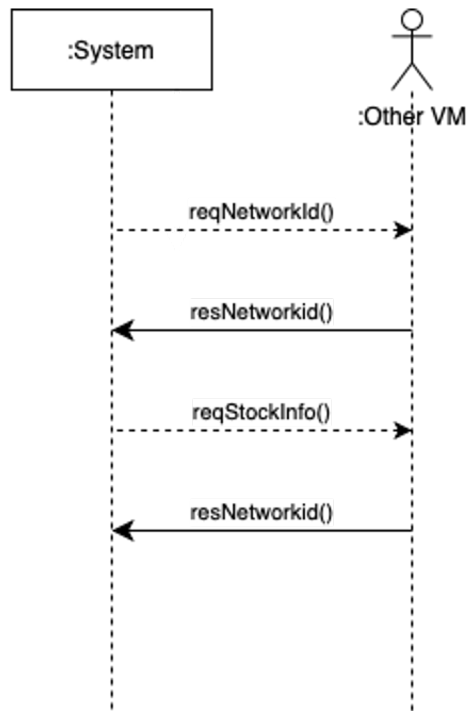 :System
:Other VM
reqNetworkId()
resNetworkid()
reqStockInfo()
resNetworkid()